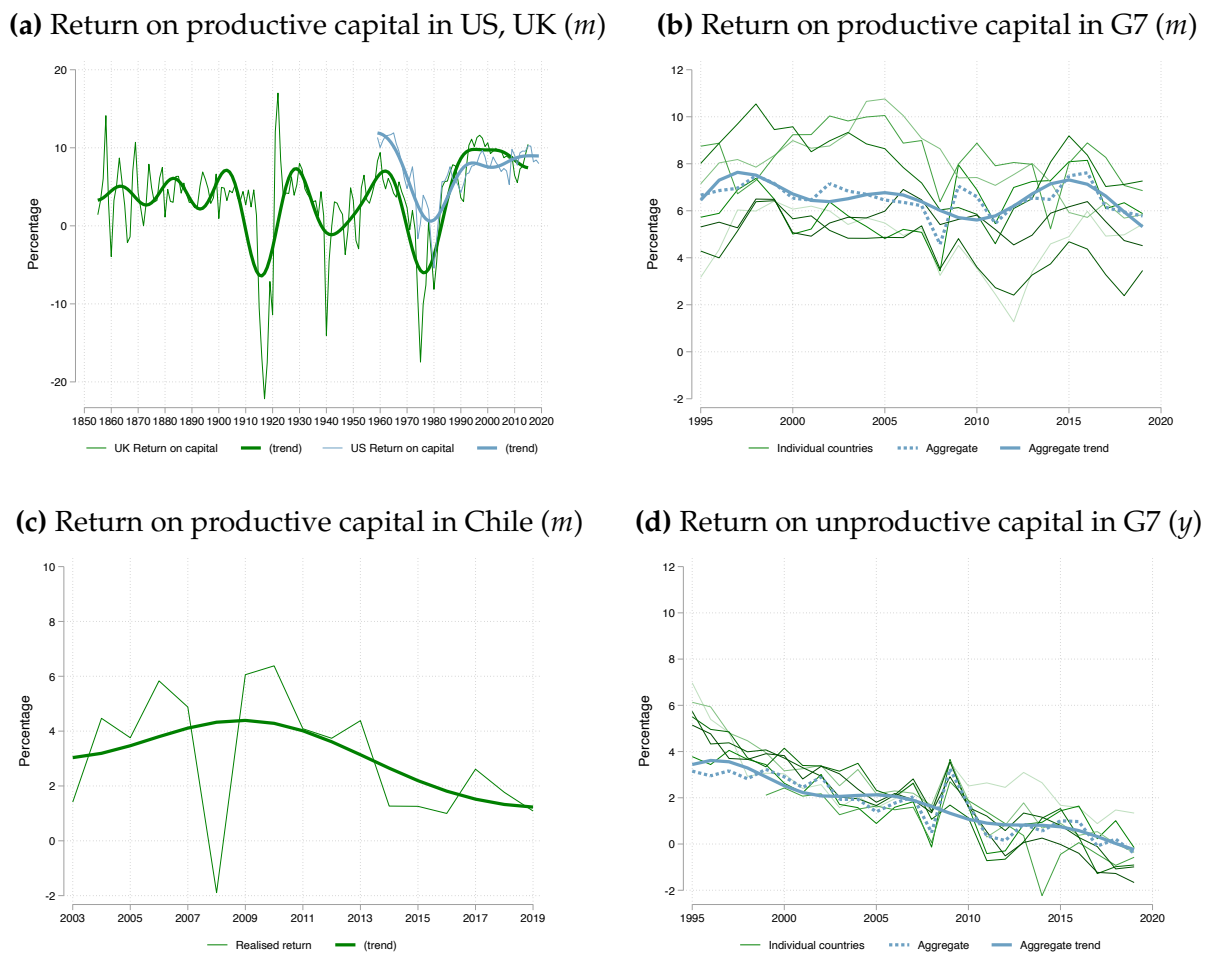 (a) Return on productive capital in US, UK (m)
20
10
0
-10
-20
Percentage
1850 1860 1870 1880 1890 1900 1910 1920 1930 1940 1950 1960 1970 1980 1990 2000 2010 2020
UK Return on capital (trend) US Return on capital (trend)
(b) Return on productive capital in G7 (m)
12
10
8
6
4
2
0
-2
Percentage
1995 2000 2005 2010 2015 2020
Individual countries Aggregate Aggregate trend
(c) Return on productive capital in Chile (m)
10
8
6
4
2
0
-2
Percentage
2003 2005 2007 2009 2011 2013 2015 2017 2019
Realised return (trend)
(d) Return on unproductive capital in G7 (y)
12
10
8
6
4
2
0
-2
Percentage
1995 2000 2005 2010 2015 2020
Individual countries Aggregate Aggregate trend